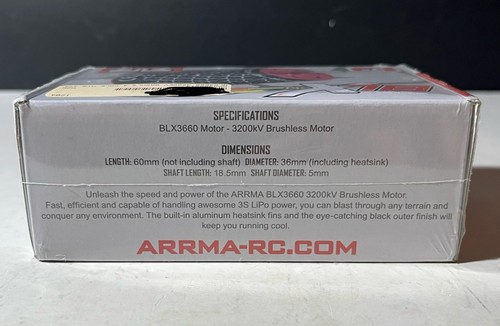 SPECIFICATIONS
BLX3660 Motor - 3200kV Brushless Motor
DIMENSIONS
LENGTH: 60mm (not including shaft) DIAMETER: 36mm (including heatsink)
SHAFT LENGTH: 18.5mm SHAFT DIAMETER: 5mm
Unleash the speed and power of the ARRMA BLX3660 3200kV Brushless Motor.
Fast, efficient and capable of handling awesome 3S LiPo power, you can blast through any terrain and
conquer any environment. The built-in aluminum heatsink fins and the eye-catching black outer finish will
keep you running cool.
ARRMA-RC.COM